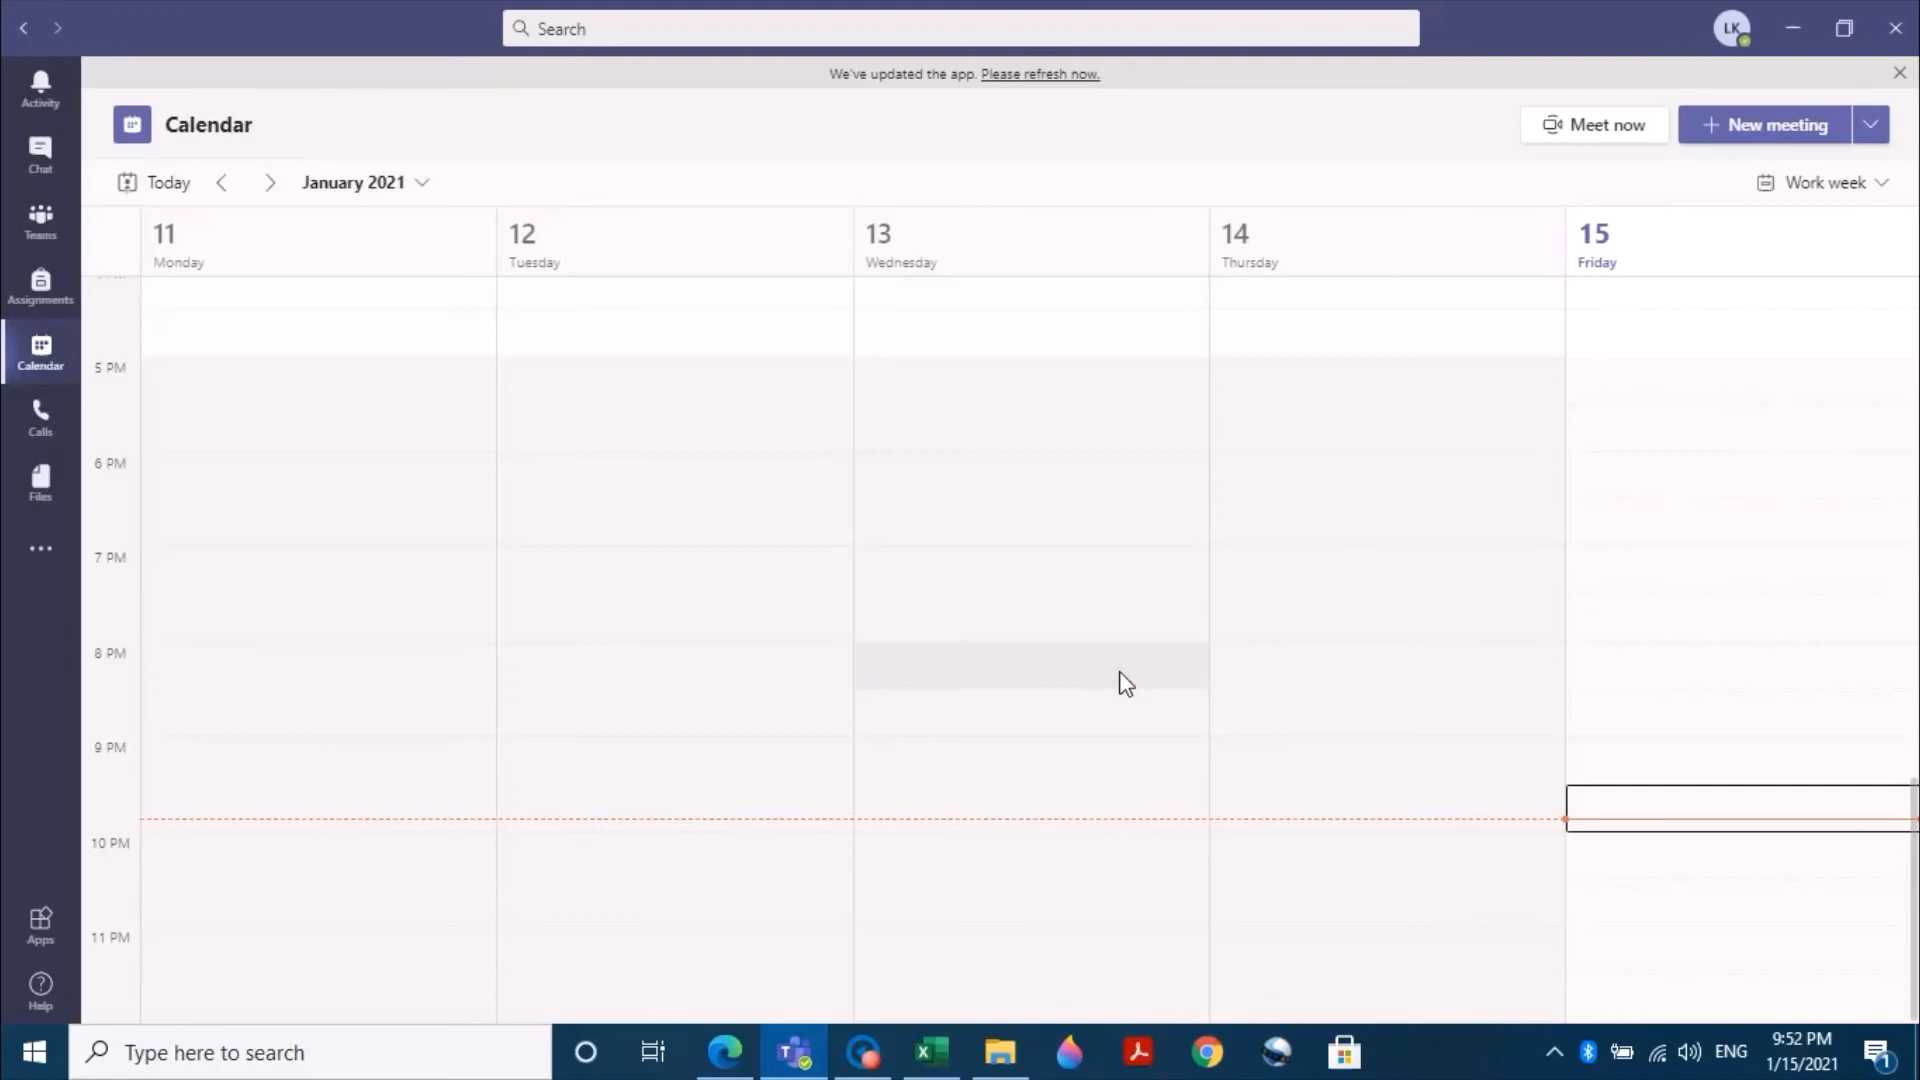 Search
LK
We've updated the app. Please refresh now.
Activity
Chat
Teams
Assignments
Calendar
Calls
Files
Apps
Help
Calendar
Meet now
New meeting
Today
January 2021
Work week
11
Monday
12
Tuesday
13
Wednesday
14
Thursday
15
Friday
5 PM
6 PM
7 PM
8 PM
9 PM
10 PM
11 PM
Type here to search
ENG
9:52 PM
1/15/2021
1